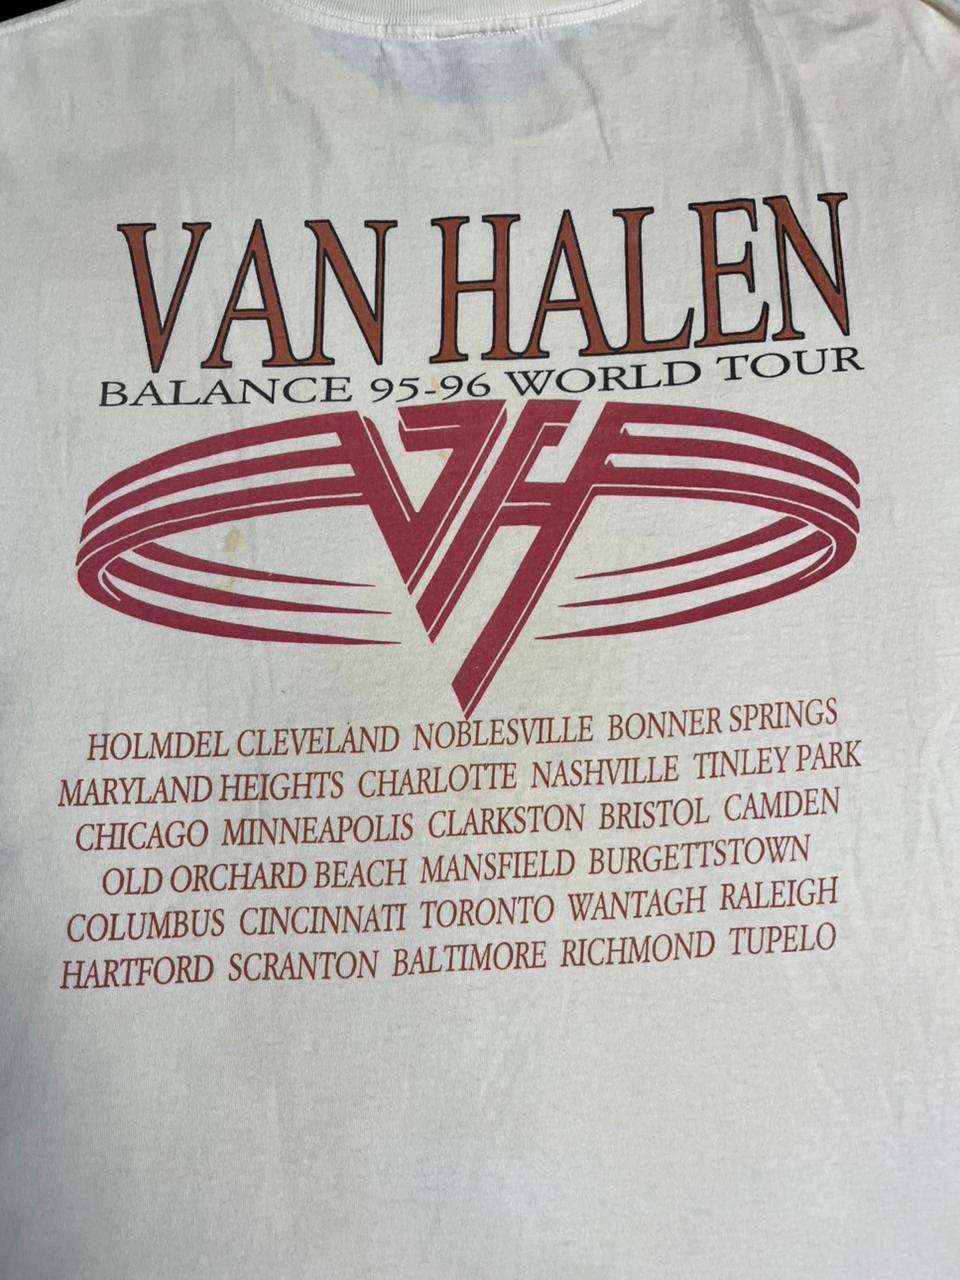 VAN HALEN
BALANCE 95-96 WORLD TOUR
VH
HOLMDEL CLEVELAND NOBLESVILLE BONNER SPRINGS
MARYLAND HEIGHTS CHARLOTTE NASHVILLE TINLEY PARK
CHICAGO MINNEAPOLIS CLARKSTON BRISTOL CAMDEN
OLD ORCHARD BEACH MANSFIELD BURGETTSTOWN
COLUMBUS CINCINNATI TORONTO WANTAGH RALEIGH
HARTFORD SCRANTON BALTIMORE RICHMOND TUPELO